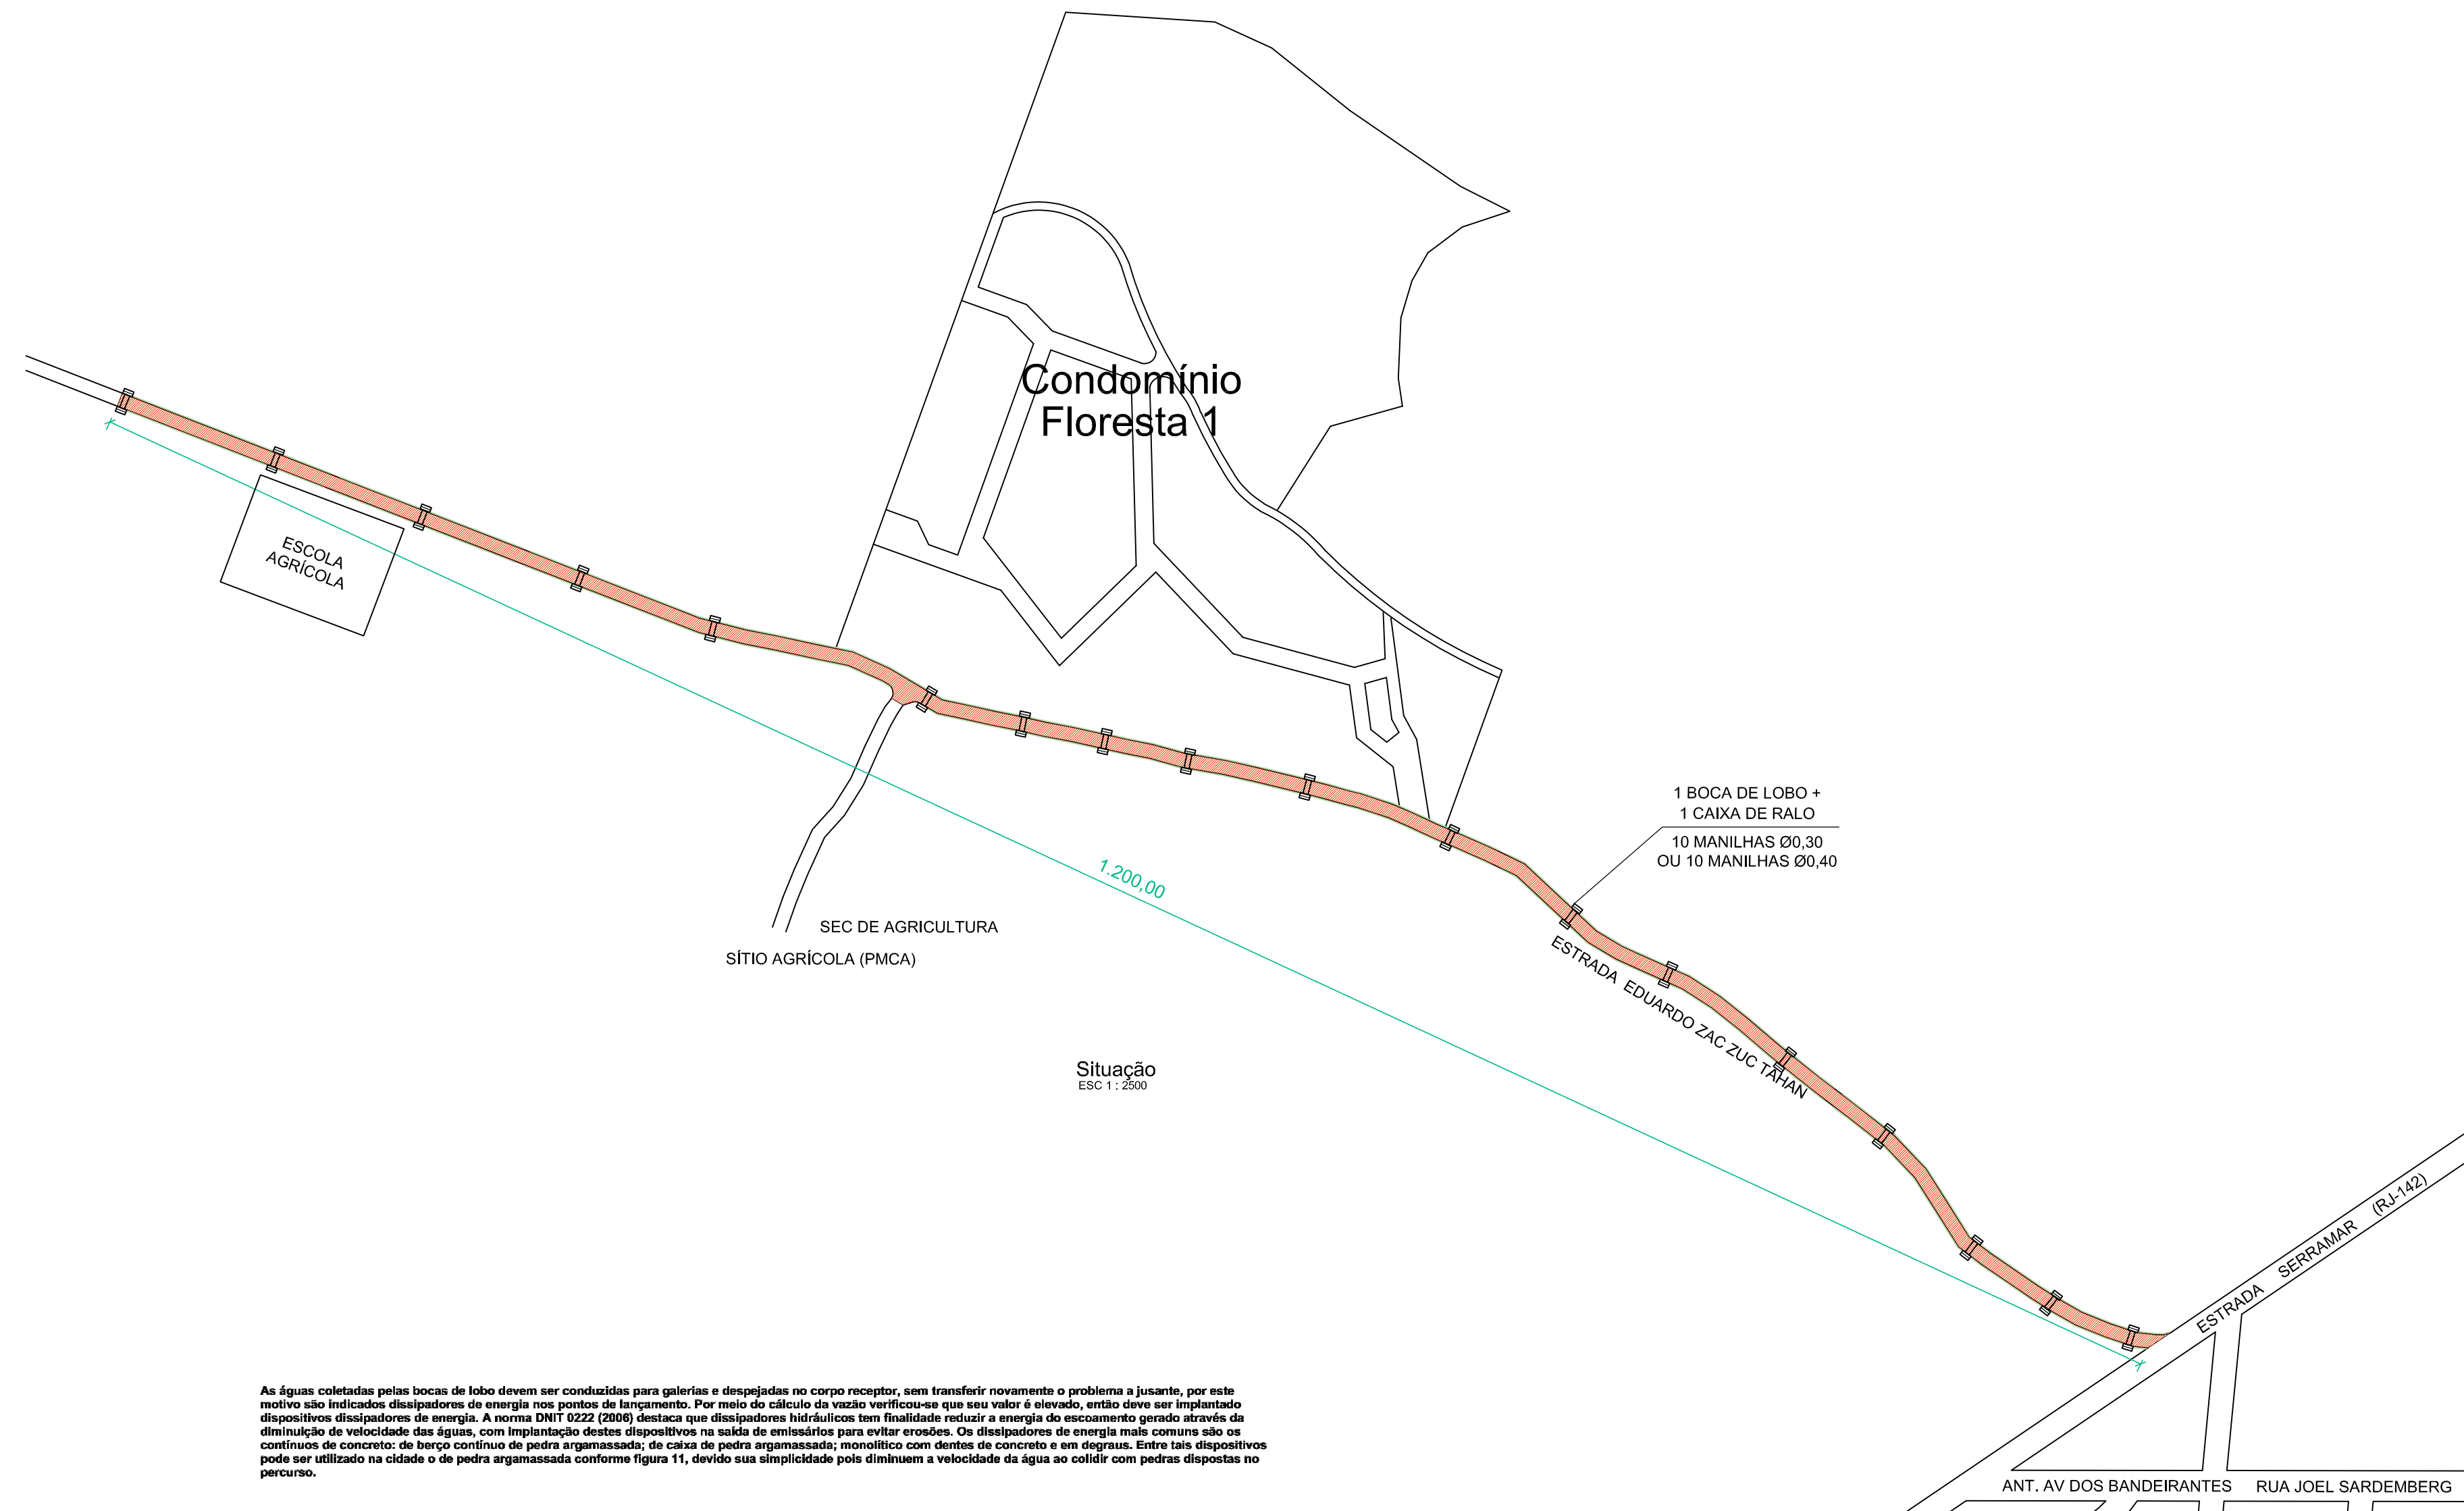 Condomínio
Floresta 1
ESCOLA
AGRÍCOLA
1 BOCA DE LOBO +
1 CAIXA DE RALO
10 MANILHAS Ø0,30
OU 10 MANILHAS Ø0,40
1.200,00
SEC DE AGRICULTURA
SÍTIO AGRÍCOLA (PMCA)
ESTRADA EDUARDO ZAC ZUC TAHAN
Situação
ESC 1 : 2500
ESTRADA SERRAMAR (RJ-142)
As águas coletadas pelas bocas de lobo devem ser conduzidas para galerias e despejadas no corpo receptor, sem transferir novamente o problema a jusante, por este
motivo são indicados dissipadores de energia nos pontos de lançamento. Por meio do cálculo da vazão verificou-se que seu valor é elevado, então deve ser implantado
dispositivos dissipadores de energia. A norma DNIT 0222 (2006) destaca que dissipadores hidráulicos tem finalidade reduzir a energia do escoamento gerado através da
diminuição de velocidade das águas, com implantação destes dispositivos na saída de emissários para evitar erosões. Os dissipadores de energia mais comuns são os
contínuos de concreto: de berço contínuo de pedra argamassada; de caixa de pedra argamassada; monolítico com dentes de concreto e em degraus. Entre tais dispositivos
pode ser utilizado na cidade o de pedra argamassada conforme figura 11, devido sua simplicidade pois diminuem a velocidade da água ao colidir com pedras dispostas no
percurso.
ANT. AV DOS BANDEIRANTES
RUA JOEL SARDEMBERG